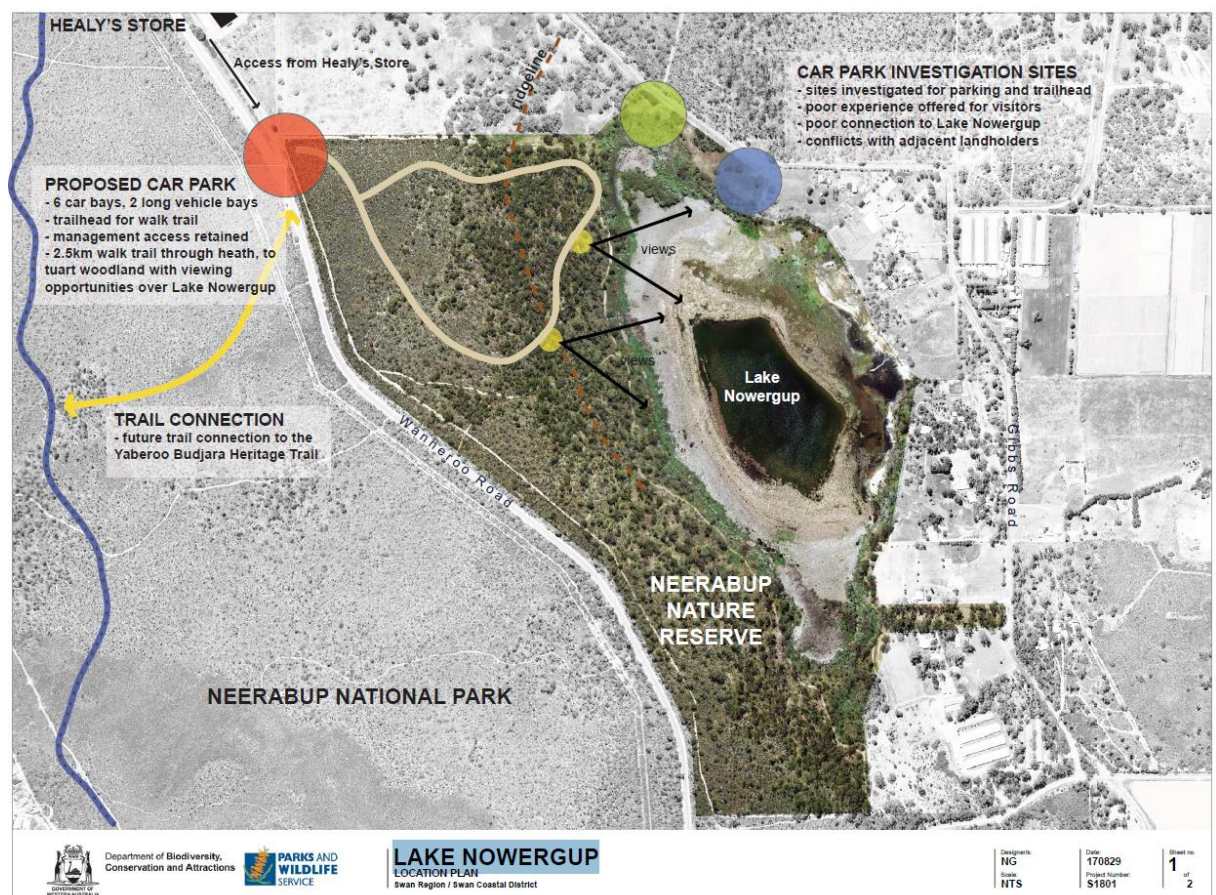 HEALY'S STORE
Access from Healy's Store
ridgeline
CAR PARK INVESTIGATION SITES
- sites investigated for parking and trailhead
- poor experience offered for visitors
- poor connection to Lake Nowergup
- conflicts with adjacent landholders
PROPOSED CAR PARK
- 6 car bays, 2 long vehicle bays
- trailhead for walk trail
- management access retained
- 2.5km walk trail through heath, to
tuart woodland with viewing
opportunities over Lake Nowergup
views
views
Lake
Nowergup
TRAIL CONNECTION
- future trail connection to the
Yaberoo Budjara Heritage Trail
Wanneroo Road
Gibbs Road
NEERABUP
NATURE
RESERVE
NEERABUP NATIONAL PARK
GOVERNMENT OF
WESTERN AUSTRALIA
Department of Biodiversity,
Conservation and Attractions
PARKS AND
WILDLIFE
SERVICE
LAKE NOWERGUP
LOCATION PLAN
Swan Region / Swan Coastal District
Designer/s:
NG
Scale:
NTS
Date:
170829
Project Number:
S1801
Sheet no.
1
of
2